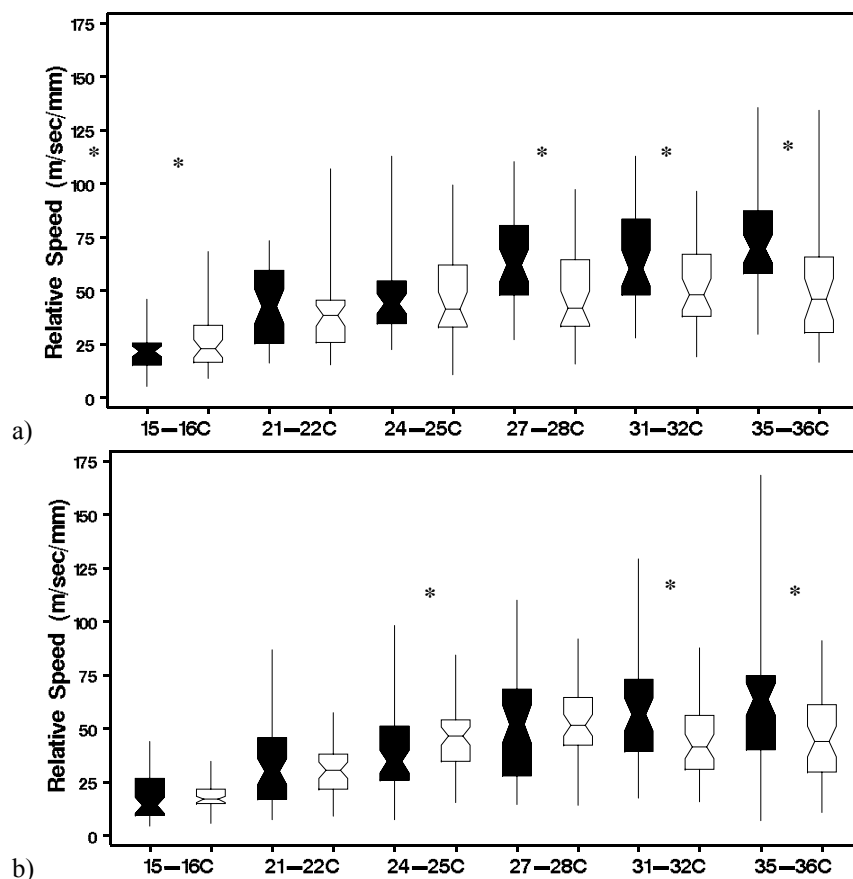 175
150
125
100
75
50
25
0
Relative Speed (m/sec/mm)
* * * * *
a)
15–16C 21–22C 24–25C 27–28C 31–32C 35–36C
175
150
125
100
75
50
25
0
Relative Speed (m/sec/mm)
* * *
b)
15–16C 21–22C 24–25C 27–28C 31–32C 35–36C